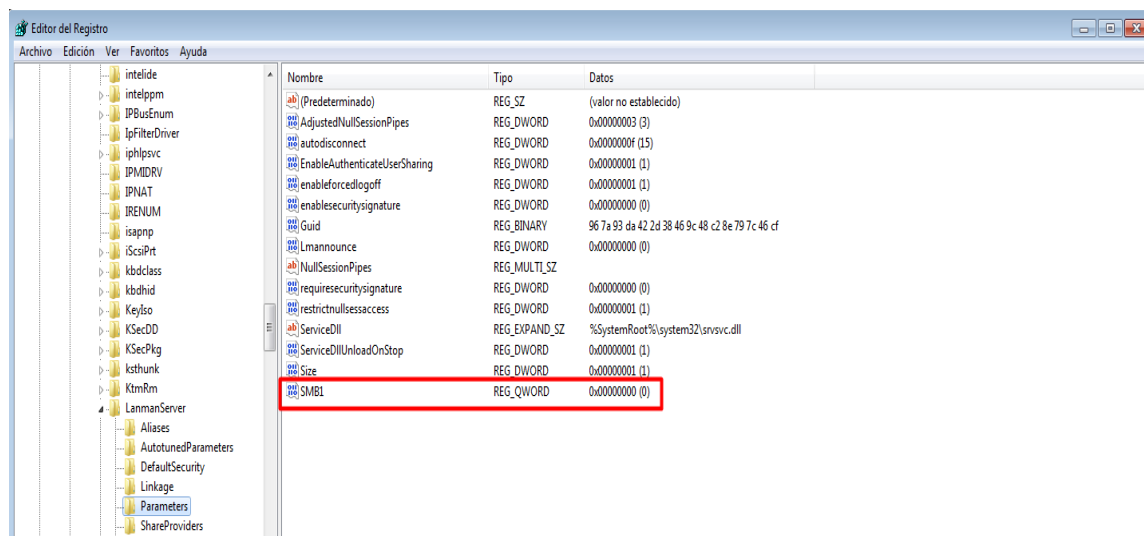 Editor del Registro
Archivo Edición Ver Favoritos Ayuda
intelide
intelppm
IPBusEnum
IpFilterDriver
iphlpsvc
IPMIDRV
IPNAT
IRENUM
isapnp
iScsiPrt
kbdclass
kbdhid
KeyIso
KSecDD
KSecPkg
ksthunk
KtmRm
LanmanServer
Aliases
AutotunedParameters
DefaultSecurity
Linkage
Parameters
ShareProviders
Nombre Tipo Datos
(Predeterminado) REG_SZ (valor no establecido)
AdjustedNullSessionPipes REG_DWORD 0x00000003 (3)
autodisconnect REG_DWORD 0x0000000f (15)
EnableAuthenticateUserSharing REG_DWORD 0x00000001 (1)
enableforcedlogoff REG_DWORD 0x00000001 (1)
enablesecuritysignature REG_DWORD 0x00000000 (0)
Guid REG_BINARY 96 7a 93 da 42 2d 38 46 9c 48 c2 8e 79 7c 46 cf
Lmannounce REG_DWORD 0x00000000 (0)
NullSessionPipes REG_MULTI_SZ
requiresecuritysignature REG_DWORD 0x00000000 (0)
restrictnullsessaccess REG_DWORD 0x00000001 (1)
ServiceDll REG_EXPAND_SZ %SystemRoot%\system32\srvsvc.dll
ServiceDllUnloadOnStop REG_DWORD 0x00000001 (1)
Size REG_DWORD 0x00000001 (1)
SMB1 REG_QWORD 0x00000000 (0)